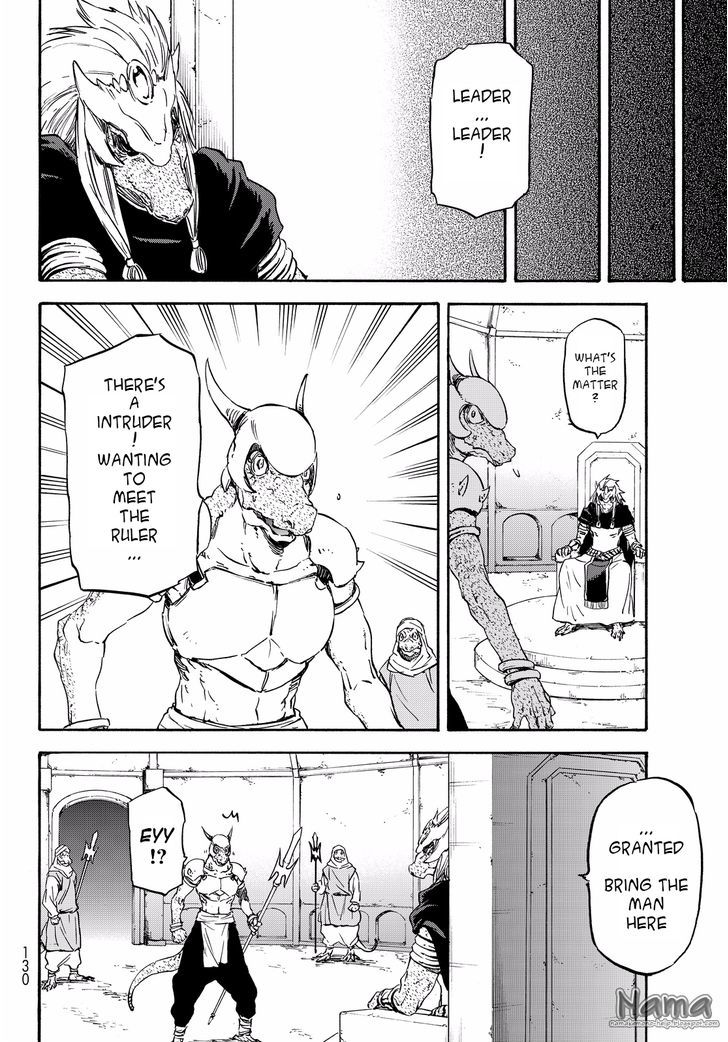 LEADER
...
LEADER
!
WHAT'S
THE
MATTER
?
THERE'S
A
INTRUDER
!
WANTING
TO
MEET
THE
RULER
...
...
GRANTED
BRING THE
MAN
HERE
EYY
!?
130
Nama